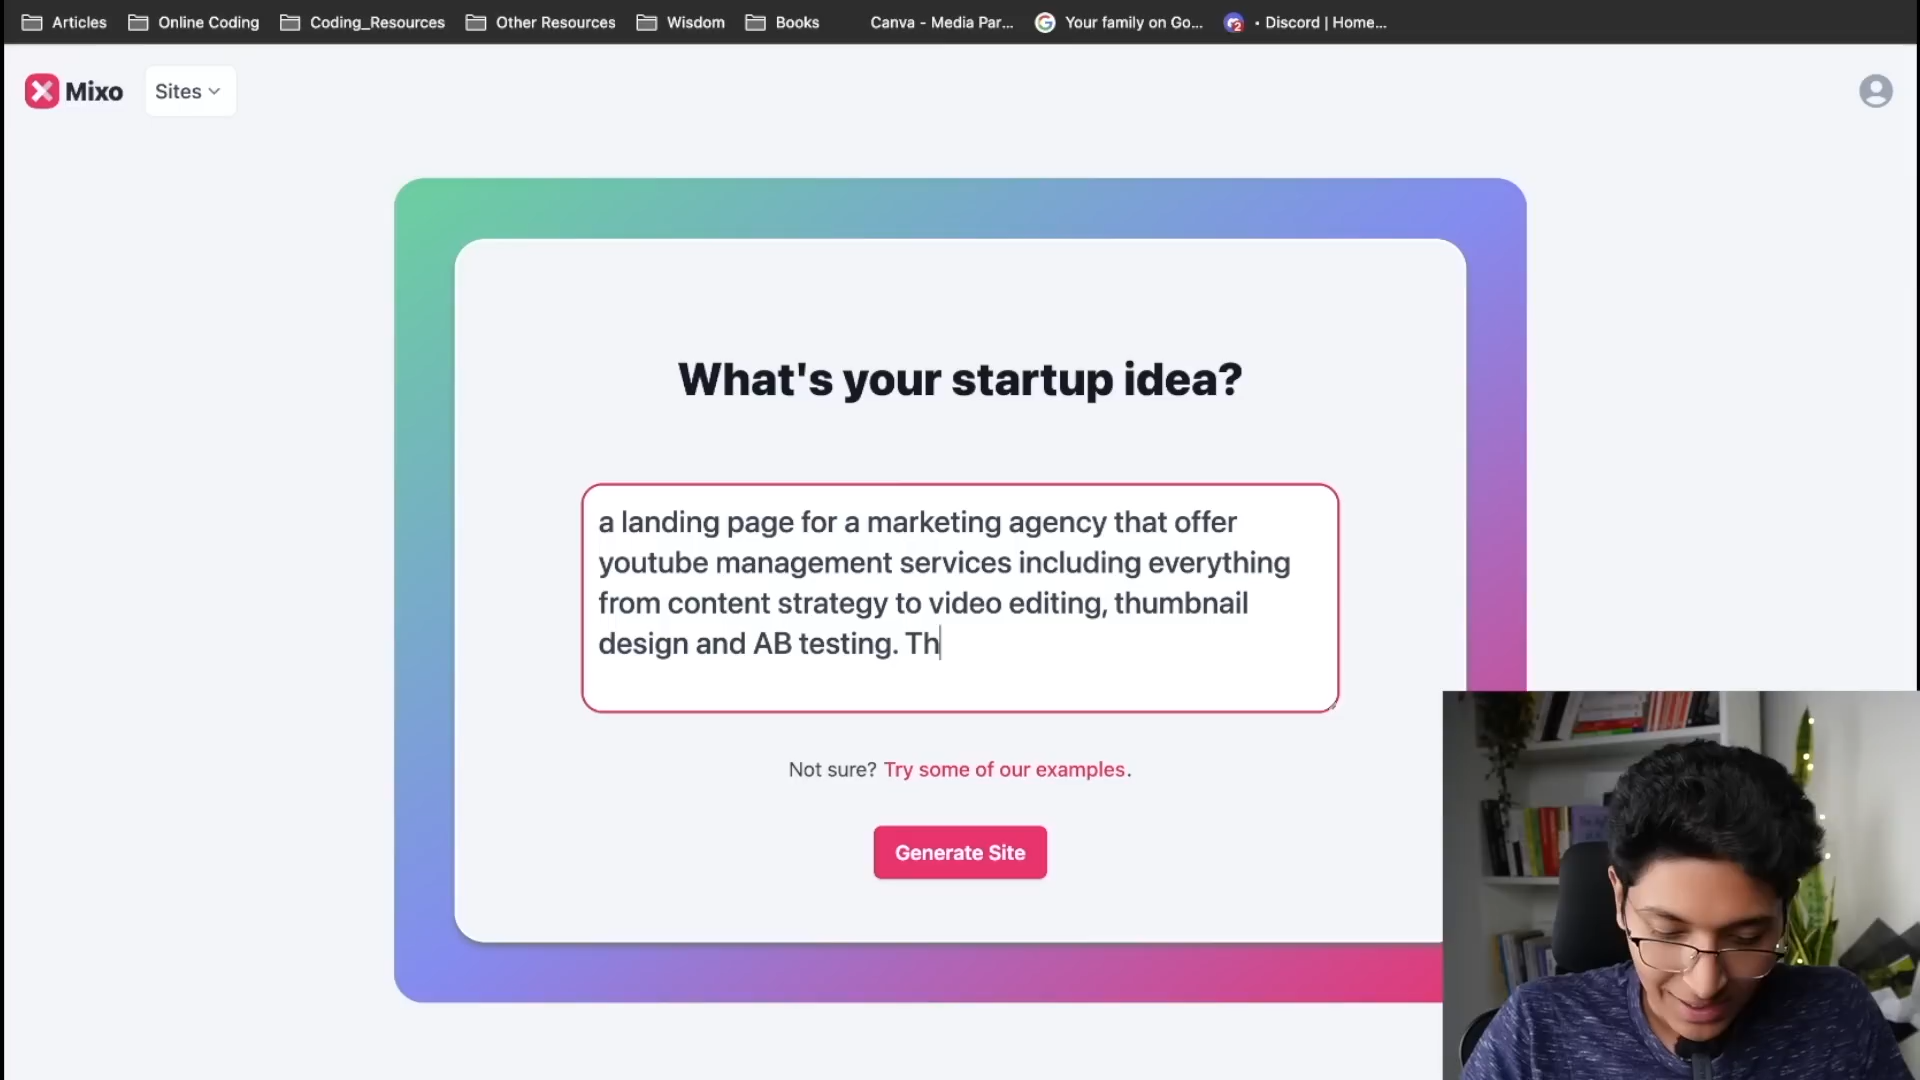 Articles Online Coding Coding_Resources Other Resources Wisdom Books Canva - Media Par... Your family on Go... 2 • Discord | Home...
Mixo Sites
What's your startup idea?
a landing page for a marketing agency that offer
youtube management services including everything
from content strategy to video editing, thumbnail
design and AB testing. Th
Not sure? Try some of our examples.
Generate Site